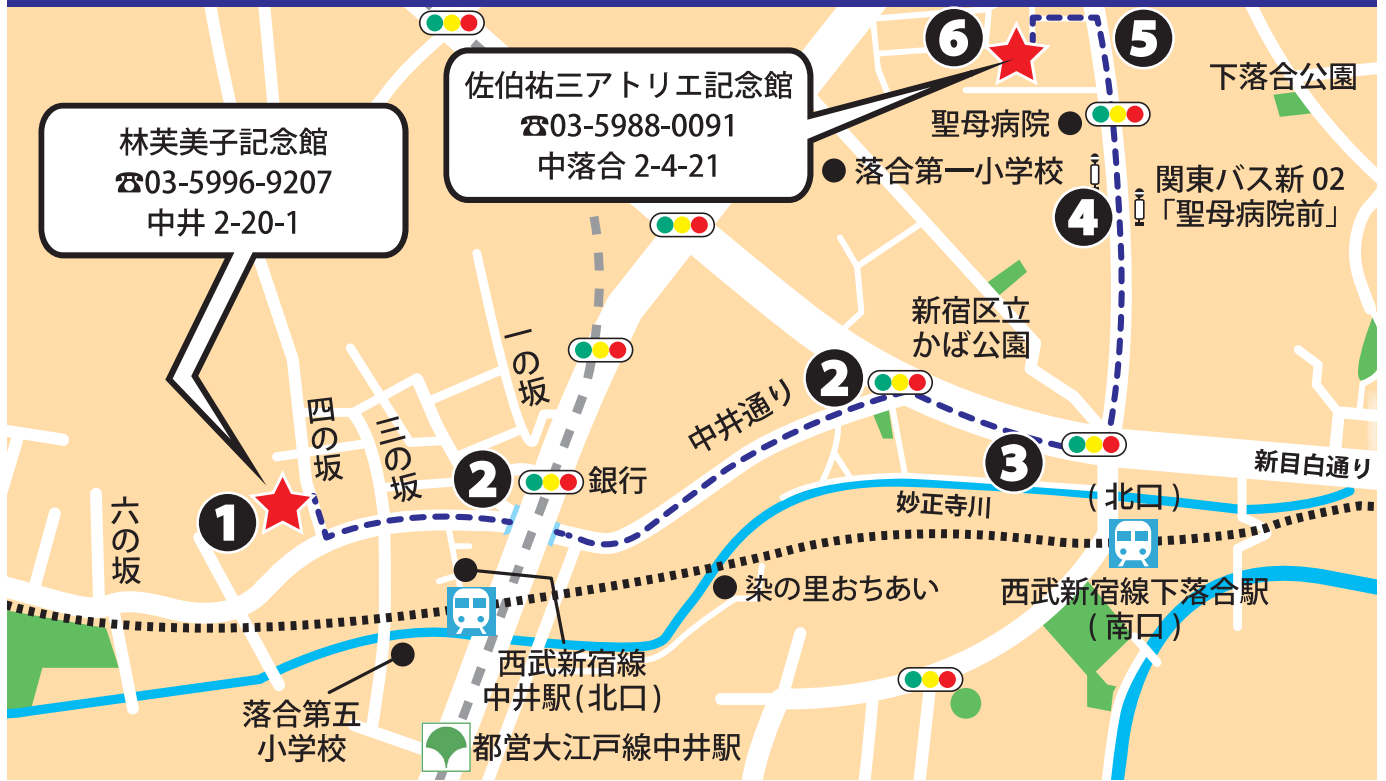 佐伯祐三アトリエ記念館
☎03-5988-0091
中落合 2-4-21
林芙美子記念館
☎03-5996-9207
中井 2-20-1
6
5
下落合公園
聖母病院
落合第一小学校
関東バス新 02
「聖母病院前」
4
新宿区立
かば公園
一の坂
2
中井通り
四の坂
三の坂
2
銀行
3
新目白通り
1
六の坂
妙正寺川
(北口)
染の里おちあい
西武新宿線下落合駅
(南口)
西武新宿線
中井駅(北口)
落合第五
小学校
都営大江戸線中井駅